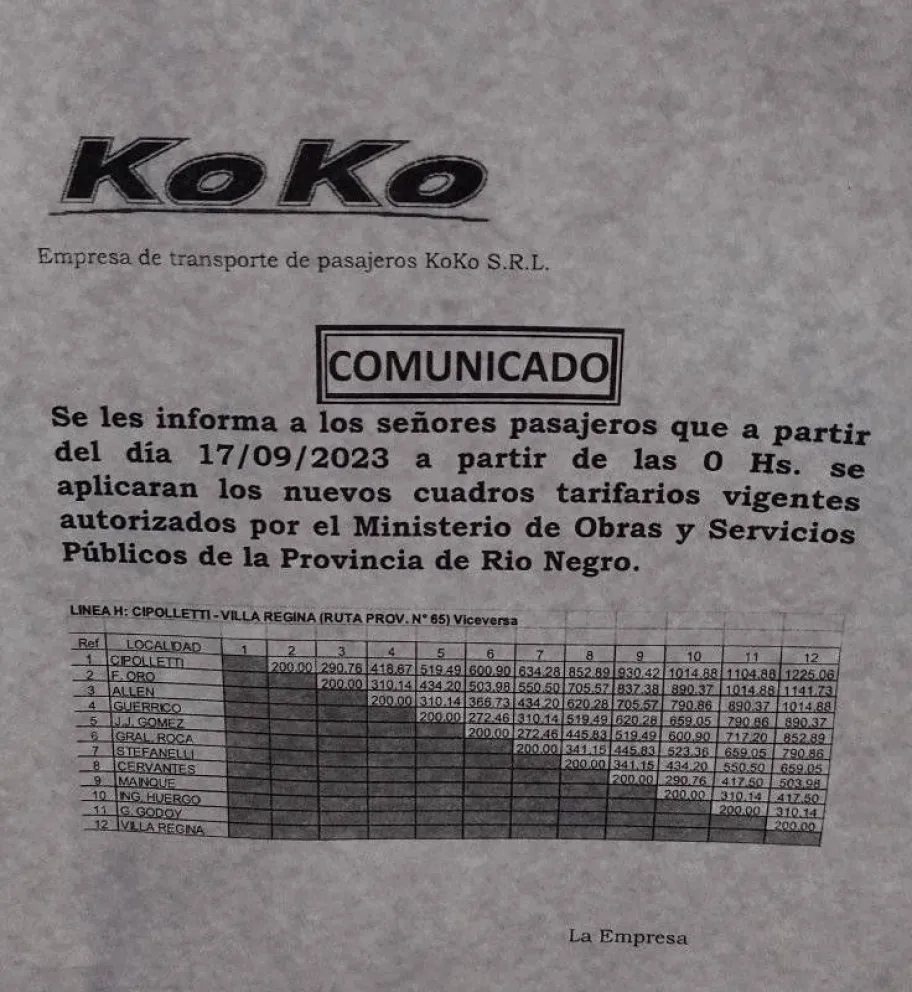 KoKo
Empresa de transporte de pasajeros KoKo S.R.L.
COMUNICADO
Se les informa a los señores pasajeros que a partir
del día 17/09/2023 a partir de las 0 Hs. se
aplicaran los nuevos cuadros tarifarios vigentes
autorizados por el Ministerio de Obras y Servicios
Públicos de la Provincia de Rio Negro.
LINEA H: CIPOLLETTI - VILLA REGINA (RUTA PROV. N° 65) Viceversa
Ref LOCALIDAD 1 2 3 4 5 6 7 8 9 10 11 12
1 CIPOLLETTI 200.00 290.76 418.67 519.49 600.90 634.28 852.89 930.42 1014.88 1104.88 1225.06
2 F. ORO 200.00 310.14 434.20 503.98 550.50 705.57 837.38 890.37 1014.88 1141.73
3 ALLEN 200.00 310.14 366.73 434.20 620.28 705.57 790.86 890.37 1014.88
4 GUERRICO 200.00 272.46 310.14 519.49 620.28 659.05 790.86 890.37
5 J.J. GOMEZ 200.00 272.46 445.83 519.49 600.90 717.20 852.89
6 GRAL. ROCA 200.00 341.15 445.83 523.36 659.05 790.86
7 STEFANELLI 200.00 341.15 434.20 550.50 659.05
8 CERVANTES 200.00 290.76 417.50 503.98
9 MAINQUE 200.00 310.14 417.50
10 ING. HUERGO 200.00 310.14
11 G. GODOY 200.00
12 VILLA REGINA
La Empresa